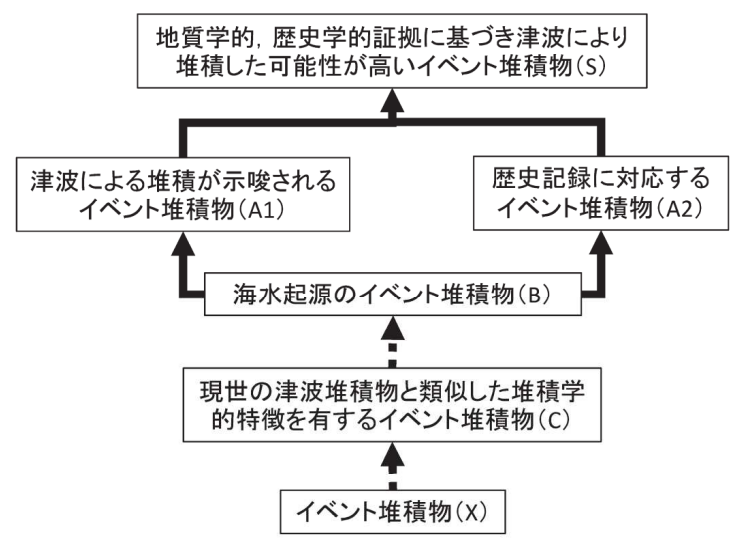 地質学的，歴史学的証拠に基づき津波により
堆積した可能性が高いイベント堆積物（S）
津波による堆積が示唆される
イベント堆積物（A1）
歴史記録に対応する
イベント堆積物（A2）
海水起源のイベント堆積物（B）
現世の津波堆積物と類似した堆積学
的特徴を有するイベント堆積物（C）
イベント堆積物（X）